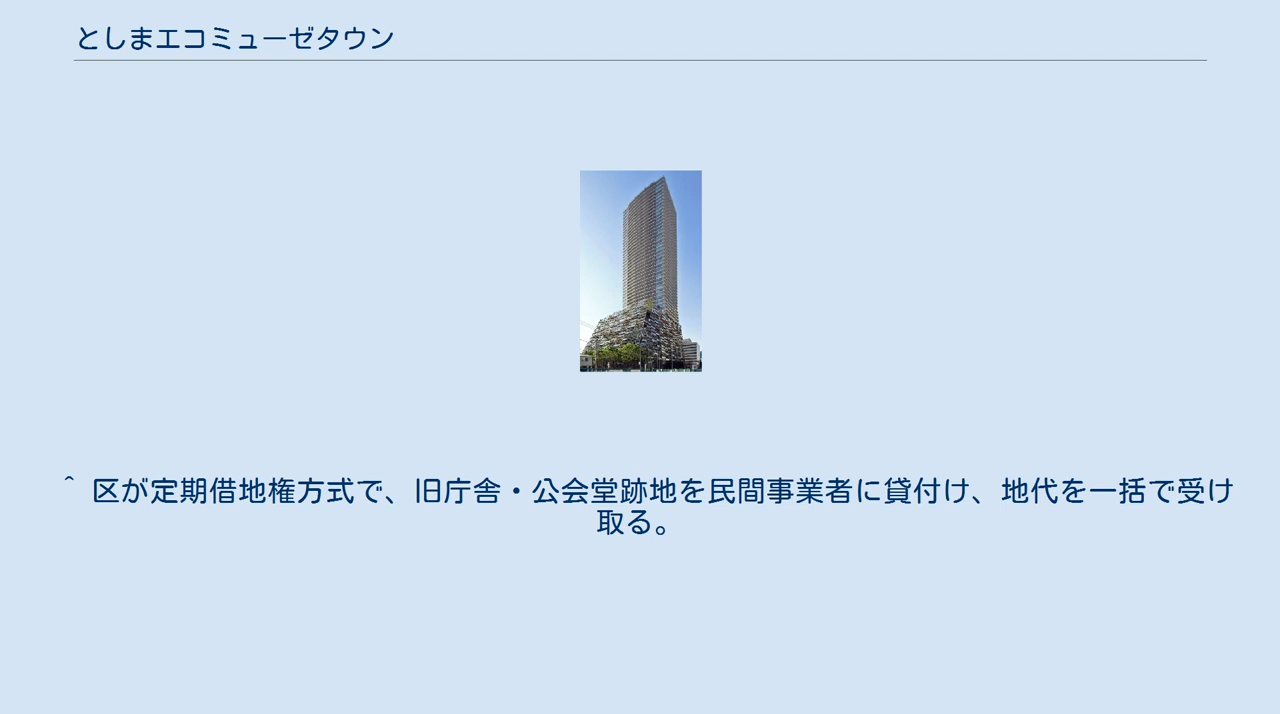 としまエコミューゼタウン
^ 区が定期借地権方式で、旧庁舎・公会堂跡地を民間事業者に貸付け、地代を一括で受け
取る。